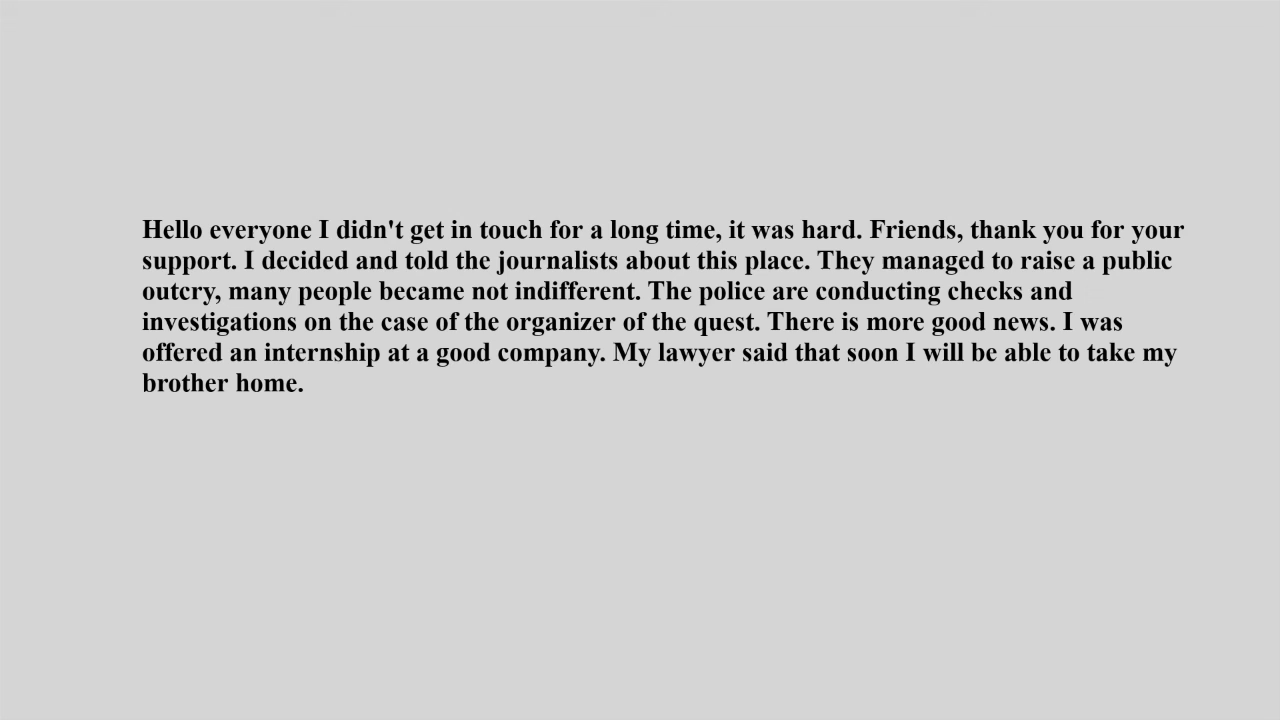 Hello everyone I didn't get in touch for a long time, it was hard. Friends, thank you for your
support. I decided and told the journalists about this place. They managed to raise a public
outcry, many people became not indifferent. The police are conducting checks and
investigations on the case of the organizer of the quest. There is more good news. I was
offered an internship at a good company. My lawyer said that soon I will be able to take my
brother home.